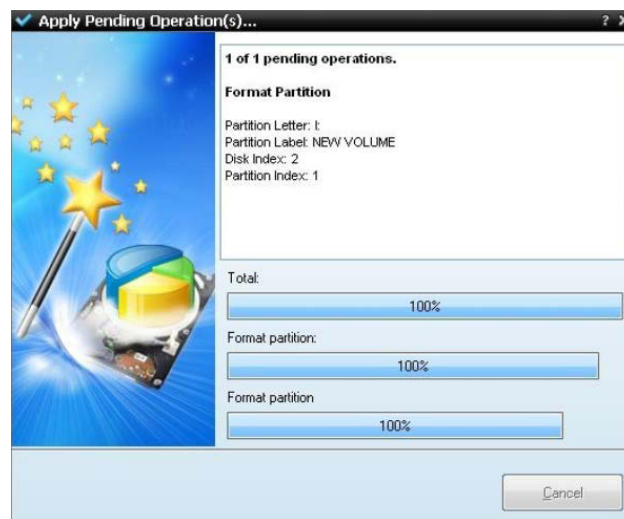 Apply Pending Operation(s)...
1 of 1 pending operations.
Format Partition
Partition Letter: I:
Partition Label: NEW VOLUME
Disk Index: 2
Partition Index: 1
Total:
100%
Format partition:
100%
Format partition
100%
Cancel